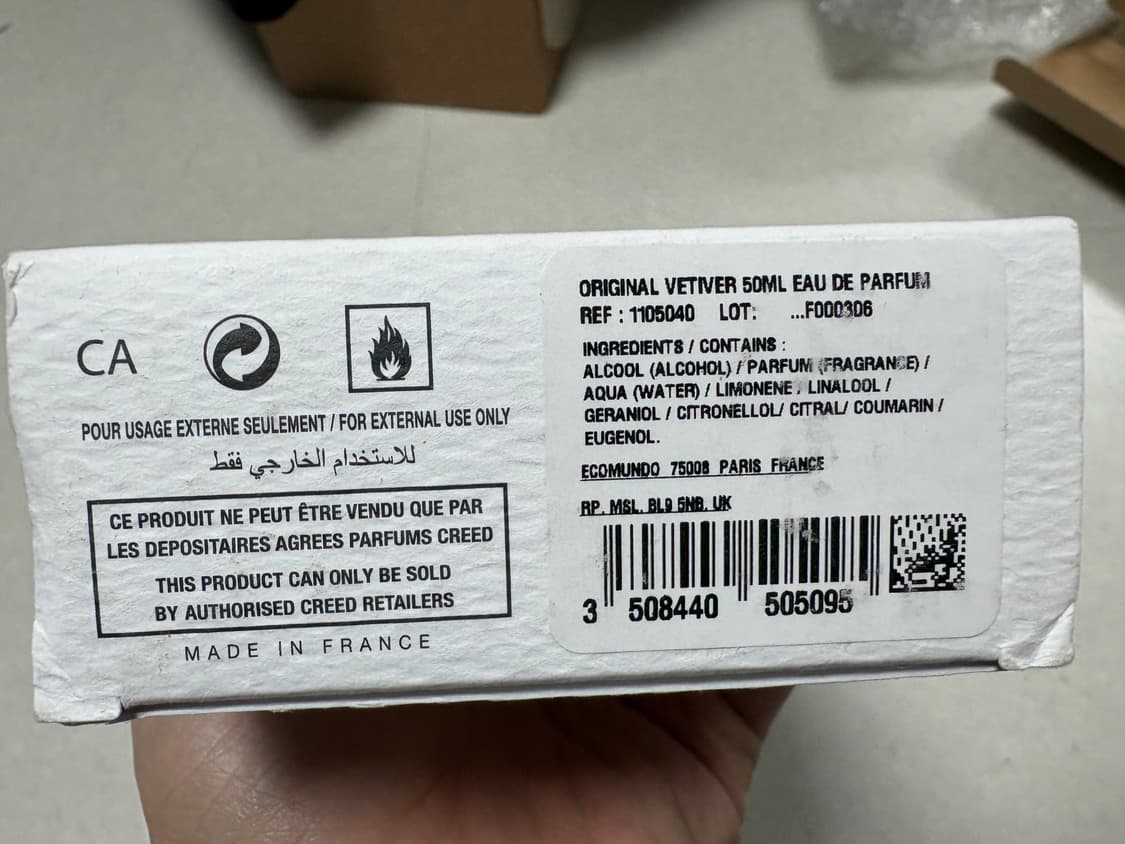 CA
POUR USAGE EXTERNE SEULEMENT / FOR EXTERNAL USE ONLY
للاستخدام الخارجي فقط
CE PRODUIT NE PEUT ÊTRE VENDU QUE PAR
LES DEPOSITAIRES AGREES PARFUMS CREED
THIS PRODUCT CAN ONLY BE SOLD
BY AUTHORISED CREED RETAILERS
MADE IN FRANCE
ORIGINAL VETIVER 50ML EAU DE PARFUM
REF : 1105040 LOT: ...F000306
INGREDIENTS / CONTAINS :
ALCOOL (ALCOHOL) / PARFUM (FRAGRANCE) /
AQUA (WATER) / LIMONENE / LINALOOL /
GERANIOL / CITRONELLOL/ CITRAL/ COUMARIN /
EUGENOL.
ECOMUNDO 75008 PARIS FRANCE
RP. MSL. BL9 5NB. UK
3 508440 505095